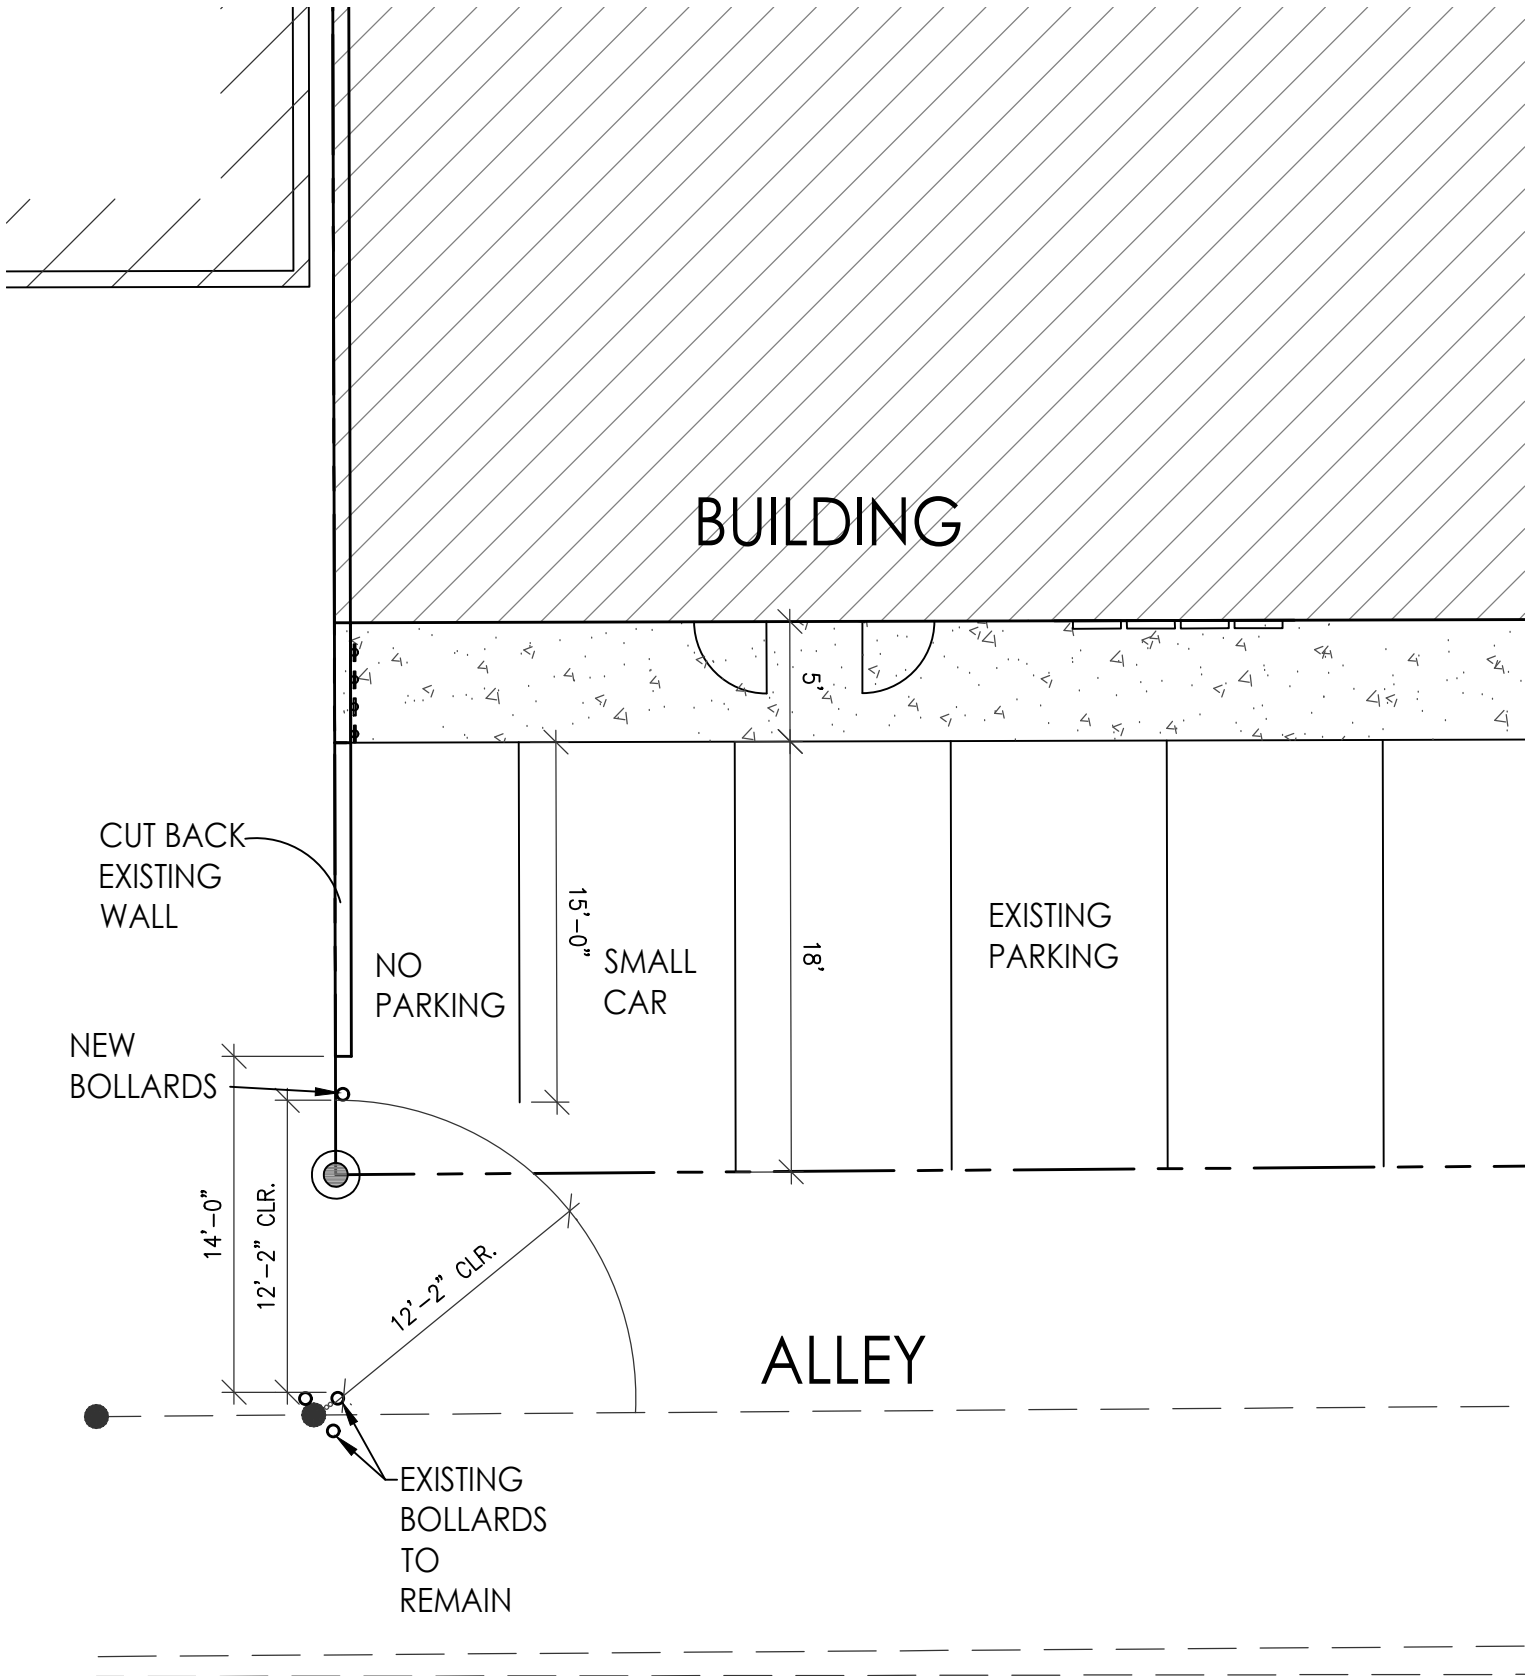 BUILDING
5'
CUT BACK
EXISTING
WALL
15'-0"
18'
EXISTING
PARKING
NO
PARKING
SMALL
CAR
NEW
BOLLARDS
14'-0"
12'-2" CLR.
12'-2" CLR.
ALLEY
EXISTING
BOLLARDS
TO
REMAIN